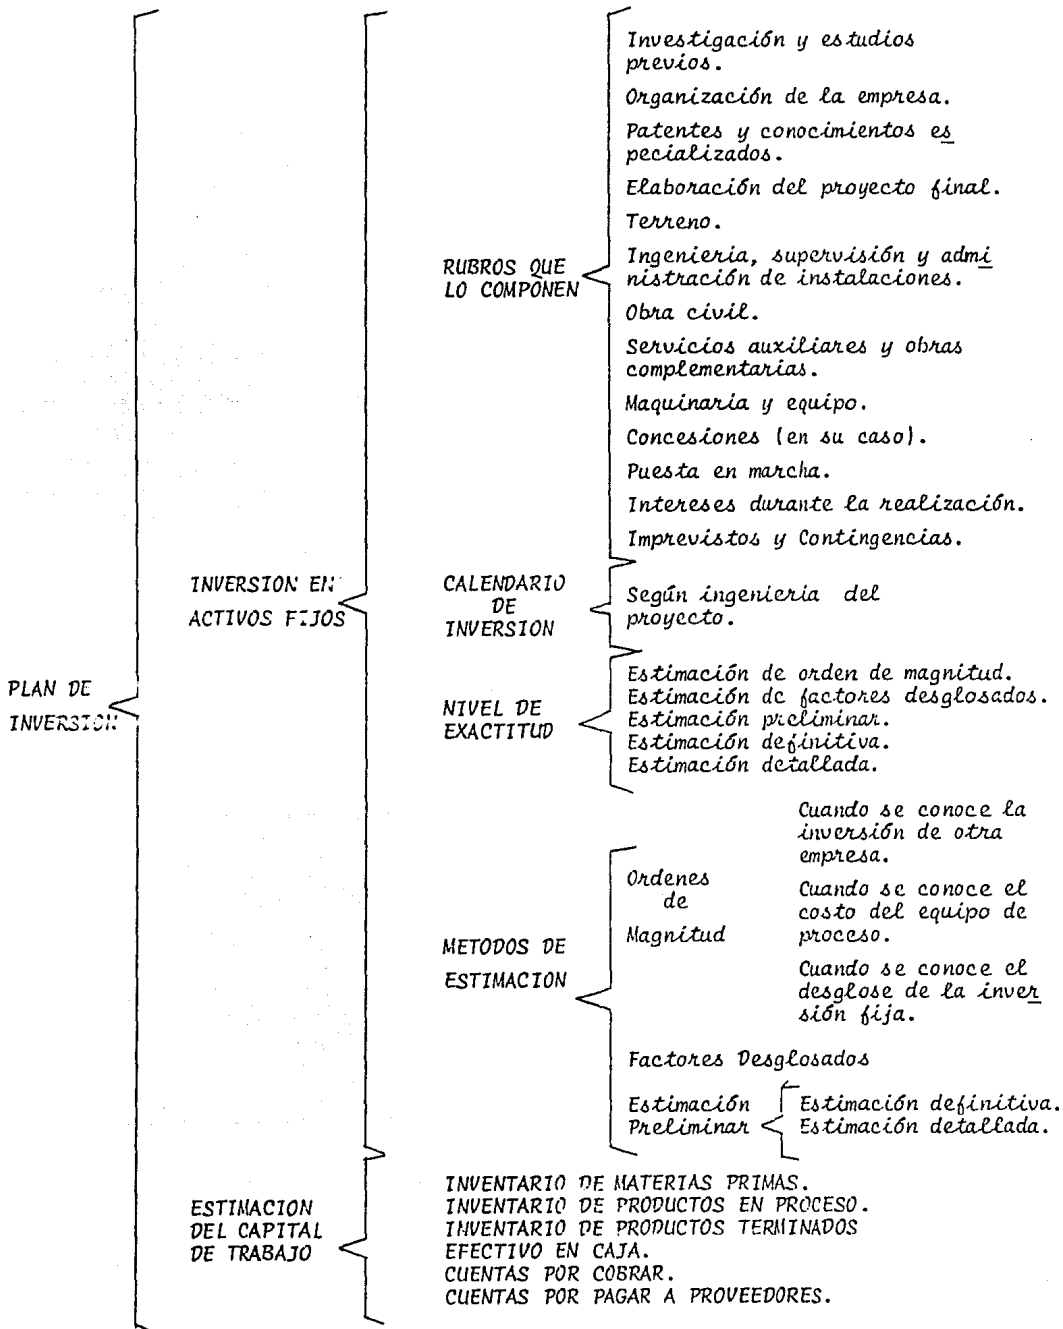 PLAN DE
INVERSION
INVERSION EN
ACTIVOS FIJOS
RUBROS QUE
LO COMPONEN
Investigación y estudios
previos.
Organización de la empresa.
Patentes y conocimientos es
pecializados.
Elaboración del proyecto final.
Terreno.
Ingenieria, supervisión y admi
nistración de instalaciones.
Obra civil.
Servicios auxiliares y obras
complementarias.
Maquinaria y equipo.
Concesiones (en su caso).
Puesta en marcha.
Intereses durante la realización.
Imprevistos y Contingencias.
CALENDARIO
DE
INVERSION
Según ingenieria del
proyecto.
NIVEL DE
EXACTITUD
Estimación de orden de magnitud.
Estimación de factores desglosados.
Estimación preliminar.
Estimación definitiva.
Estimación detallada.
METODOS DE
ESTIMACION
Ordenes
de
Magnitud
Cuando se conoce la
inversión de otra
empresa.
Cuando se conoce el
costo del equipo de
proceso.
Cuando se conoce el
desglose de la inver
sión fija.
Factores Desglosados
Estimación
Preliminar
Estimación definitiva.
Estimación detallada.
ESTIMACION
DEL CAPITAL
DE TRABAJO
INVENTARIO DE MATERIAS PRIMAS.
INVENTARIO DE PRODUCTOS EN PROCESO.
INVENTARIO DE PRODUCTOS TERMINADOS
EFECTIVO EN CAJA.
CUENTAS POR COBRAR.
CUENTAS POR PAGAR A PROVEEDORES.